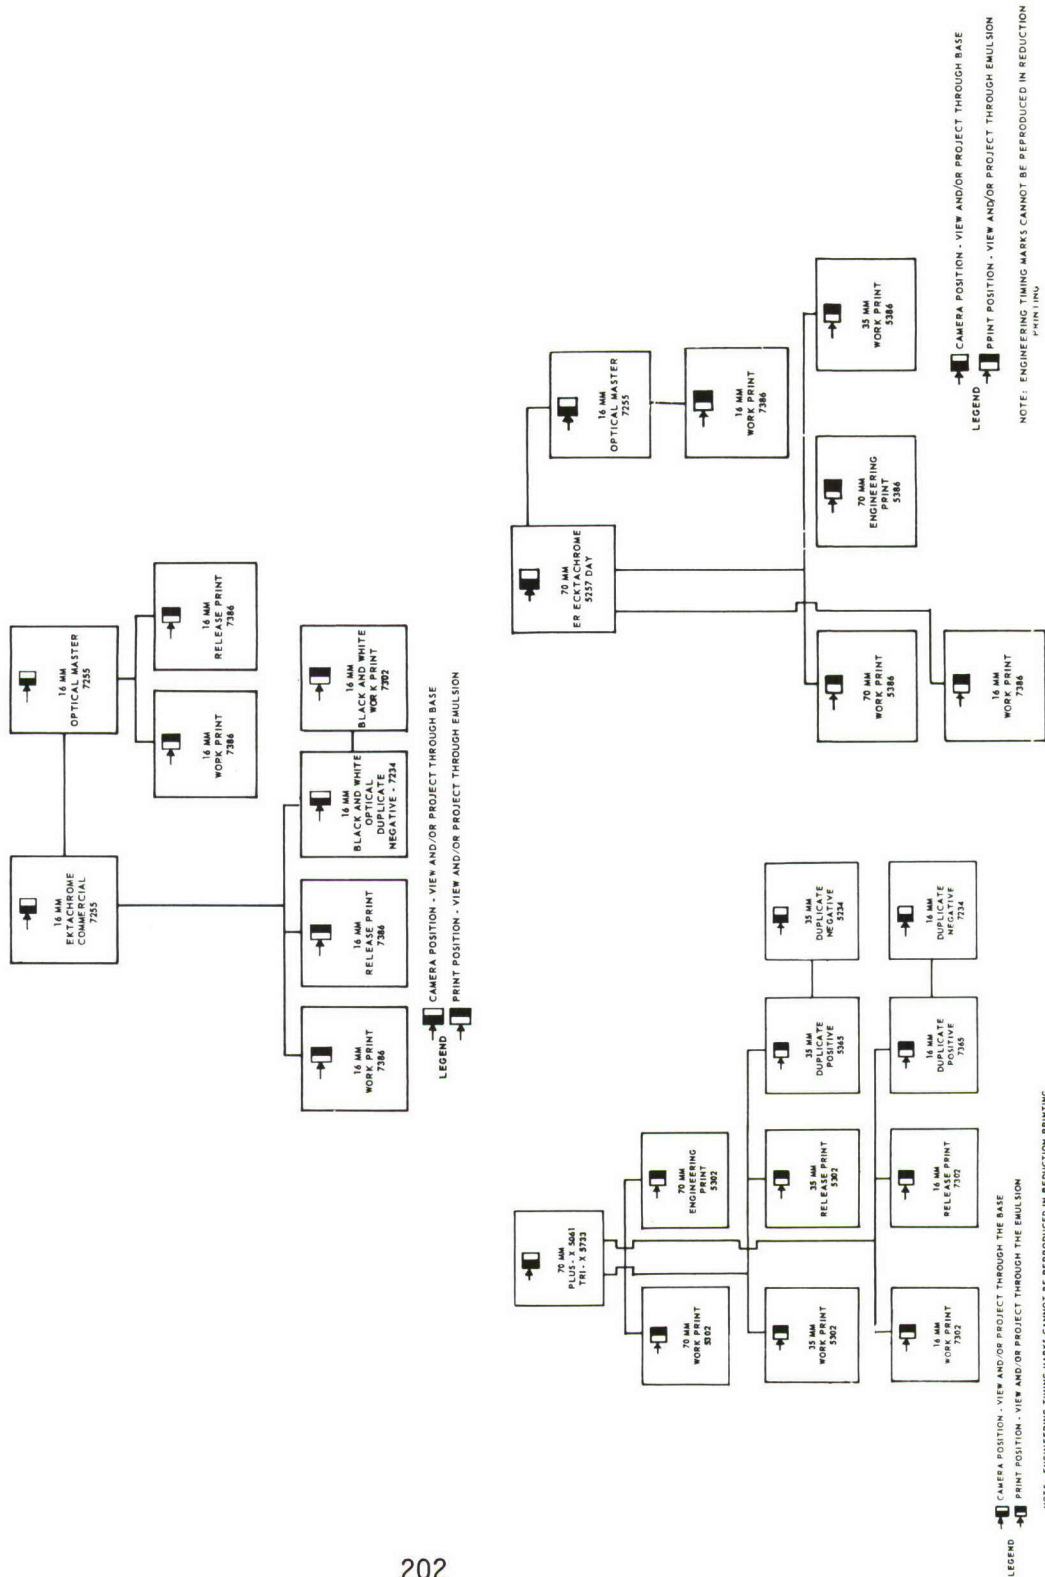 16 MM
EKTACHROME
COMMERCIAL
7255
16 MM
OPTICAL MASTER
7255
16 MM
WOPK PRINT
7386
16 MM
RELEASE PRINT
7386
16 MM
WORK PRINT
7386
16 MM
RELEASE PRINT
7386
16 MM
BLACK AND WHITE
OPTICAL
DUPLICATE
NEGATIVE - 7234
16 MM
BLACK AND WHITE
WORK PRINT
7302
LEGEND
CAMERA POSITION - VIEW AND/OR PROJECT THROUGH BASE
PRINT POSITION - VIEW AND/OR PROJECT THROUGH EMULSION
70 MM
PLUS - X 5061
TRI - X 5733
70 MM
WORK PRINT
5302
70 MM
ENGINEERING
PRINT
5302
35 MM
WORK PRINT
5302
35 MM
RELEASE PRINT
5302
35 MM
DUPLICATE
POSITIVE
5365
35 MM
DUPLICATE
NEGATIVE
5234
16 MM
WORK PRINT
7302
16 MM
RELEASE PRINT
7302
16 MM
DUPLICATE
POSITIVE
7365
16 MM
DUPLICATE
NEGATIVE
7234
LEGEND
CAMERA POSITION - VIEW AND/OR PROJECT THROUGH THE BASE
PRINT POSITION - VIEW AND/OR PROJECT THROUGH THE EMULSION
70 MM
ER ECKTACHROME
5257 DAY
16 MM
OPTICAL MASTER
7255
16 MM
WORK PRINT
7386
70 MM
WORK PRINT
5386
70 MM
ENGINEERING
PRINT
5386
35 MM
WORK PRINT
5386
16 MM
WORK PRINT
7386
LEGEND
CAMERA POSITION - VIEW AND/OR PROJECT THROUGH BASE
PRINT POSITION - VIEW AND/OR PROJECT THROUGH EMULSION
NOTE: ENGINEERING TIMING MARKS CANNOT BE PEPRODUCED IN REDUCTION
PRINTING
202